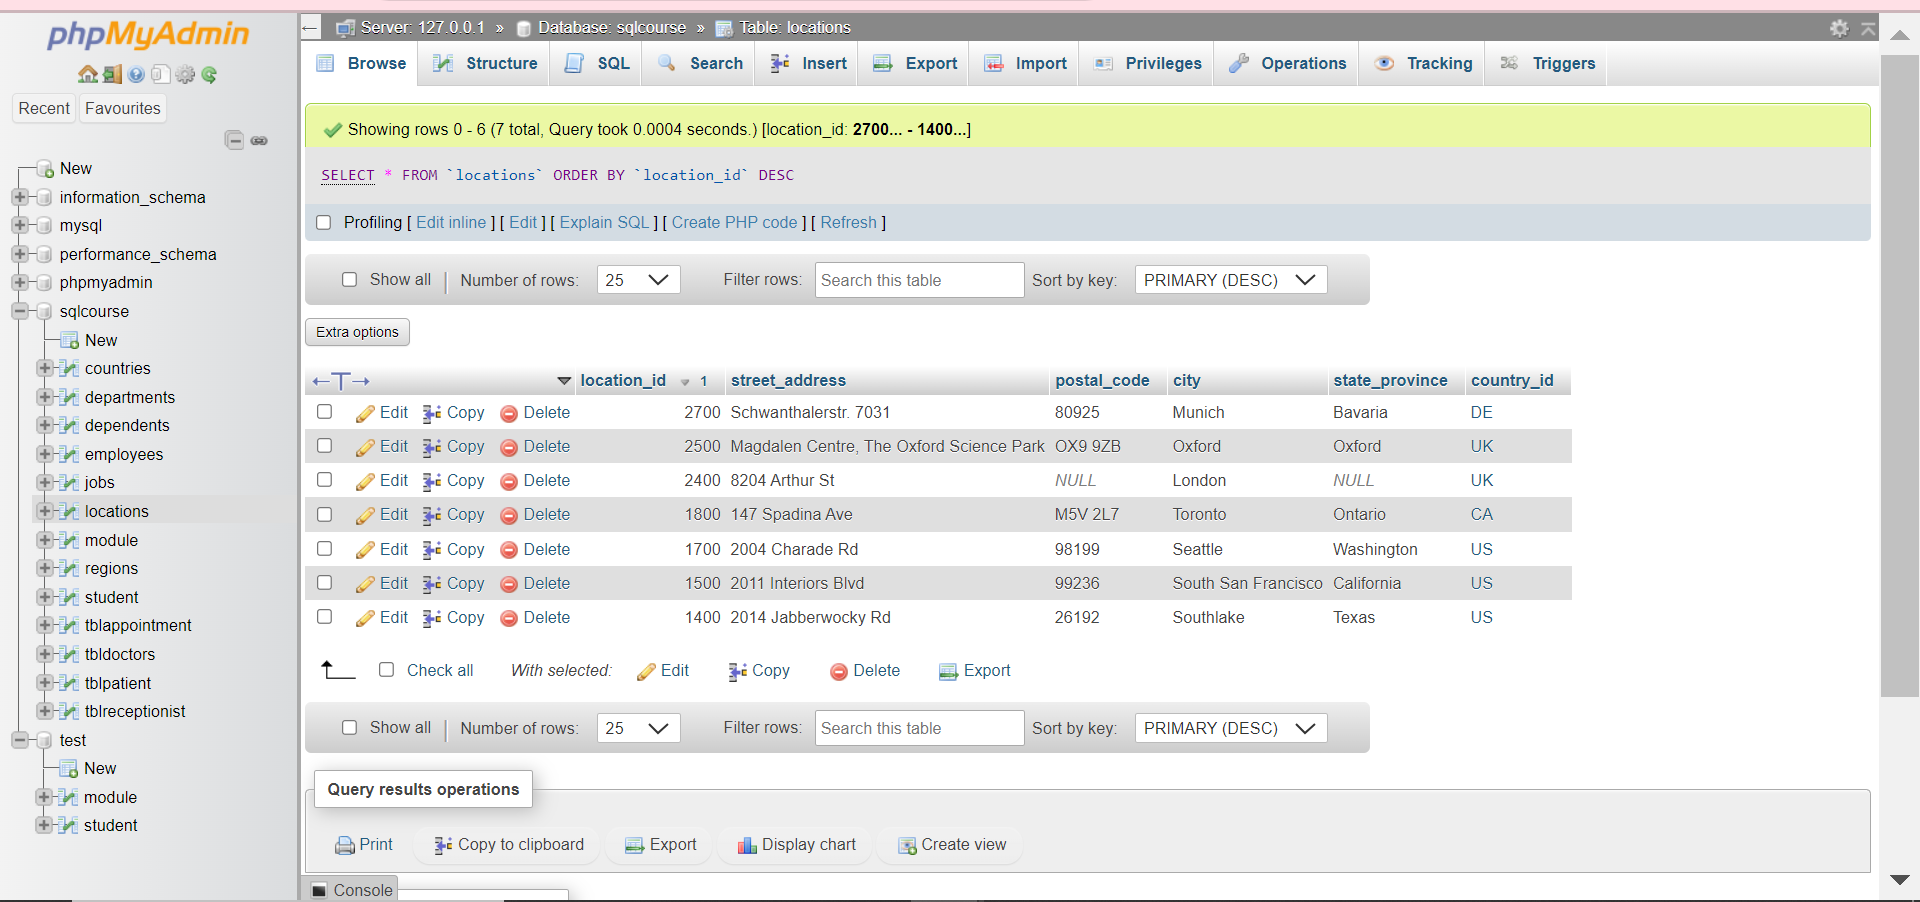 phpMyAdmin
Recent Favourites
New
information_schema
mysql
performance_schema
phpmyadmin
sqlcourse
New
countries
departments
dependents
employees
jobs
locations
module
regions
student
tblappointment
tbldoctors
tblpatient
tblreceptionist
test
New
module
student
Server: 127.0.0.1 » Database: sqlcourse » Table: locations
Browse Structure SQL Search Insert Export Import Privileges Operations Tracking Triggers
Showing rows 0 - 6 (7 total, Query took 0.0004 seconds.) [location_id: 2700... - 1400...]
SELECT * FROM `locations` ORDER BY `location_id` DESC
Profiling [ Edit inline ] [ Edit ] [ Explain SQL ] [ Create PHP code ] [ Refresh ]
Show all Number of rows: 25 Filter rows: Search this table Sort by key: PRIMARY (DESC)
Extra options
←T→ location_id 1 street_address postal_code city state_province country_id
Edit Copy Delete 2700 Schwanthalerstr. 7031 80925 Munich Bavaria DE
Edit Copy Delete 2500 Magdalen Centre, The Oxford Science Park OX9 9ZB Oxford Oxford UK
Edit Copy Delete 2400 8204 Arthur St NULL London NULL UK
Edit Copy Delete 1800 147 Spadina Ave M5V 2L7 Toronto Ontario CA
Edit Copy Delete 1700 2004 Charade Rd 98199 Seattle Washington US
Edit Copy Delete 1500 2011 Interiors Blvd 99236 South San Francisco California US
Edit Copy Delete 1400 2014 Jabberwocky Rd 26192 Southlake Texas US
Check all With selected: Edit Copy Delete Export
Show all Number of rows: 25 Filter rows: Search this table Sort by key: PRIMARY (DESC)
Query results operations
Print Copy to clipboard Export Display chart Create view
Console